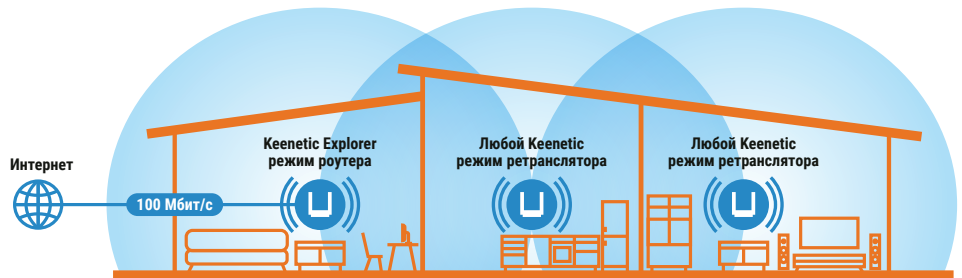 Интернет
100 Мбит/с
Keenetic Explorer
режим роутера
Любой Keenetic
режим ретранслятора
Любой Keenetic
режим ретранслятора